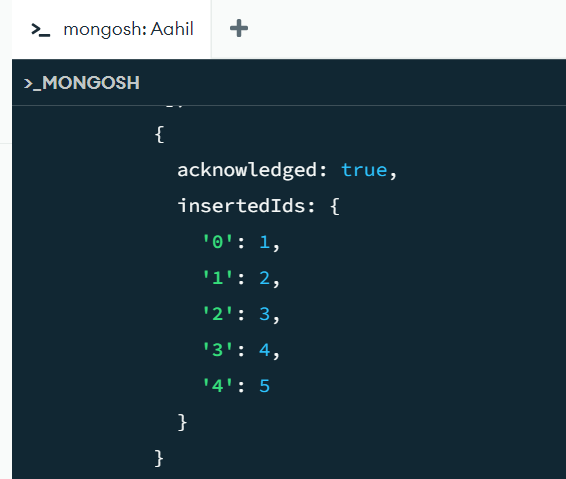 >_ mongosh: Aahil +
>_MONGOSH
{
acknowledged: true,
insertedIds: {
'0': 1,
'1': 2,
'2': 3,
'3': 4,
'4': 5
}
}